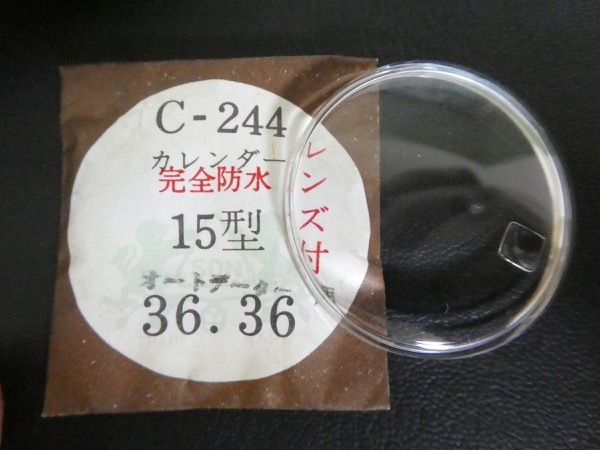 C-244
カレンダー
完全防水
15型
オートデーター
36.36
レンズ付